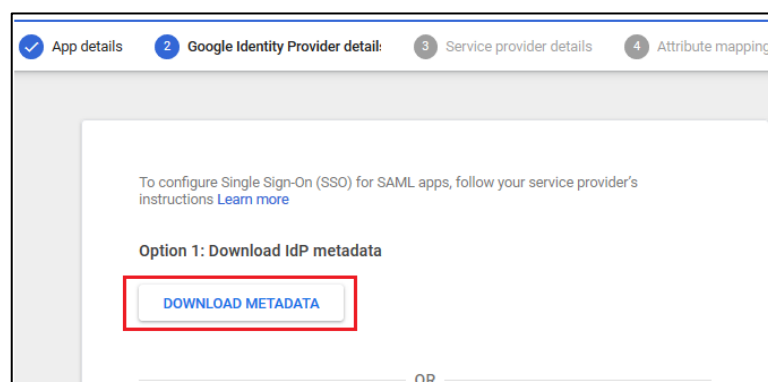 App details
2 Google Identity Provider detail
3 Service provider details
4 Attribute mapping
To configure Single Sign-On (SSO) for SAML apps, follow your service provider's
instructions Learn more
Option 1: Download IdP metadata
DOWNLOAD METADATA
OR